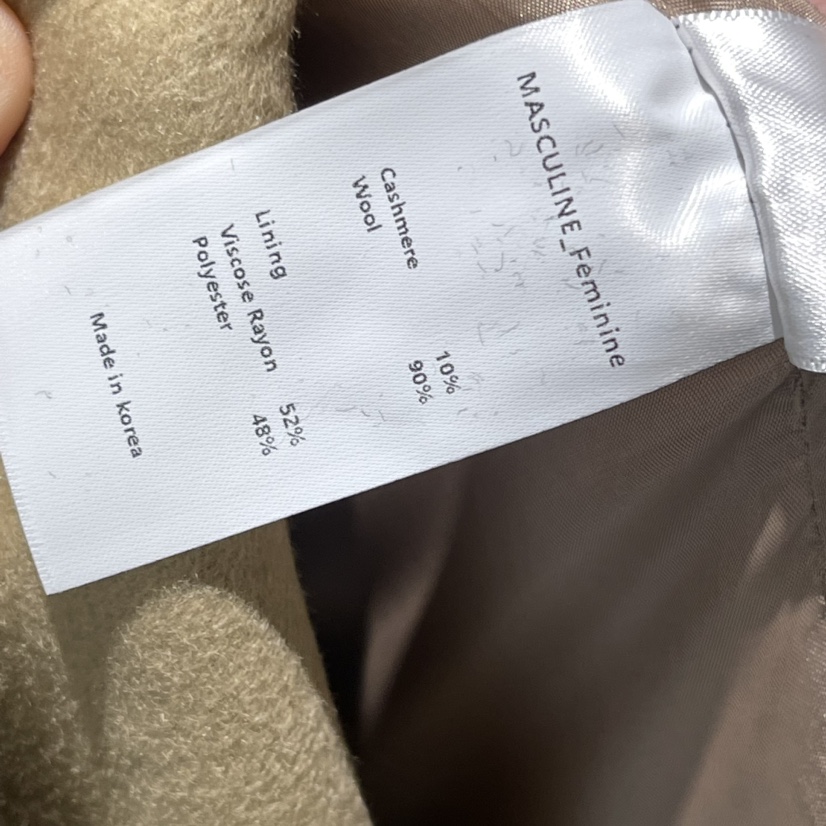 MASCULINE_Feminine
Cashmere 10%
Wool 90%
Lining
Viscose Rayon 52%
Polyester 48%
Made in korea